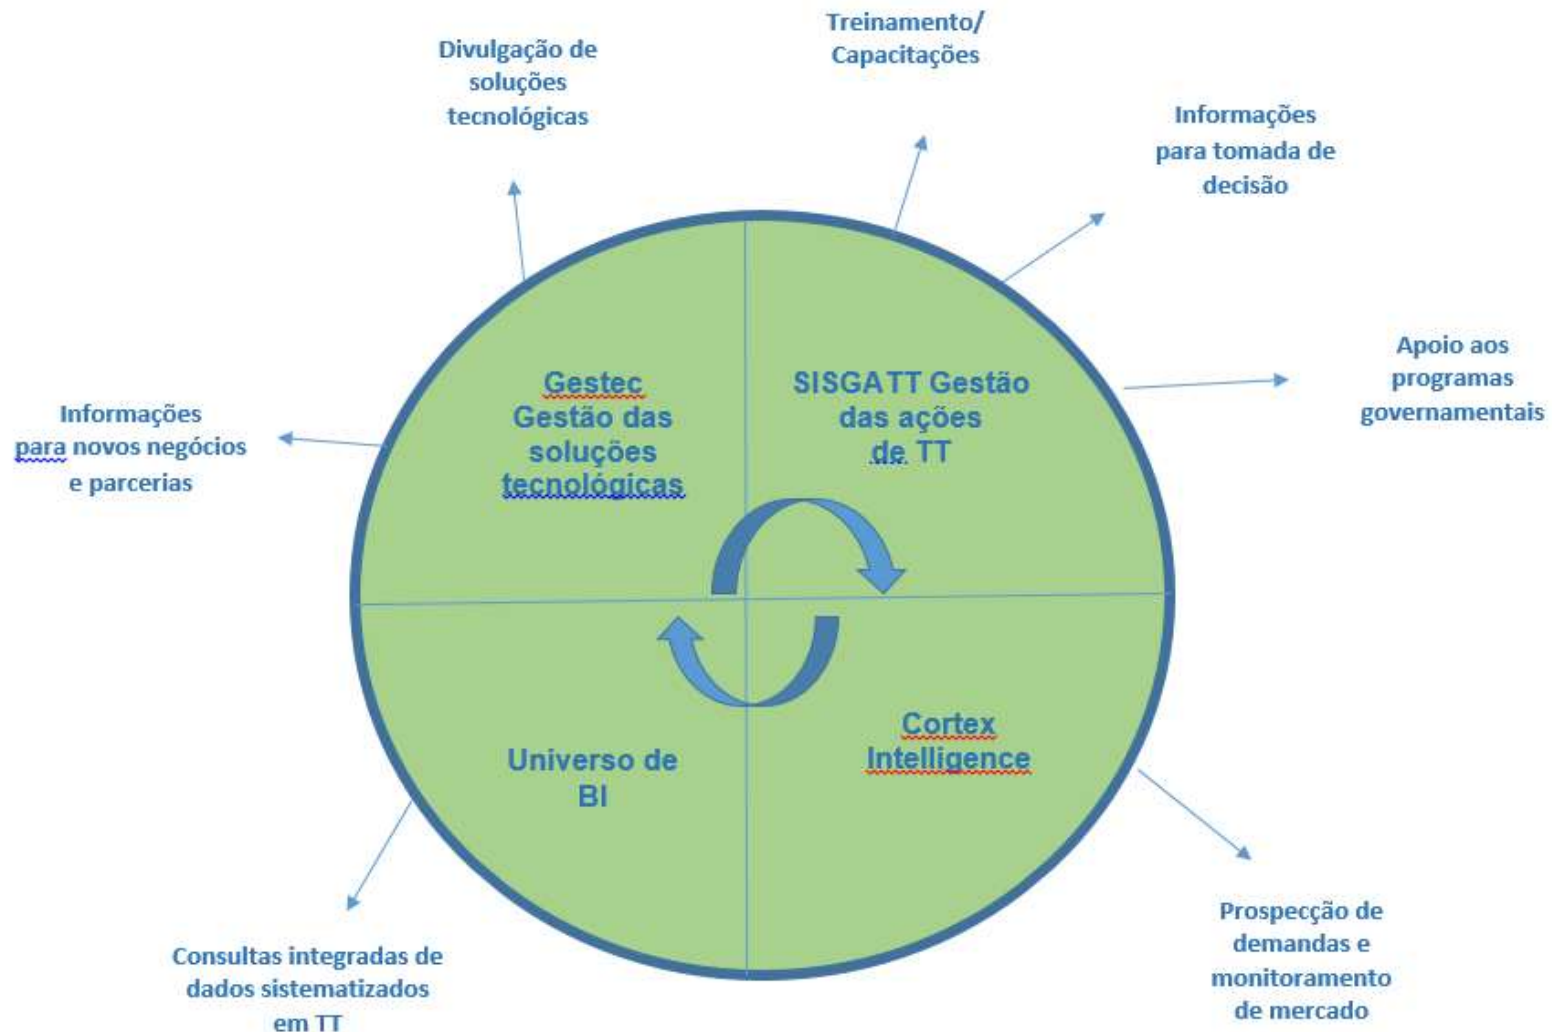 Treinamento/
Capacitações
Divulgação de
soluções
tecnológicas
Informações
para tomada de
decisão
Apoio aos
programas
governamentais
Informações
para novos negócios
e parcerias
Gestec
Gestão das
soluções
tecnológicas
SISGATT Gestão
das ações
de TT
Universo de
BI
Cortex
Intelligence
Consultas integradas de
dados sistematizados
em TT
Prospecção de
demandas e
monitoramento
de mercado